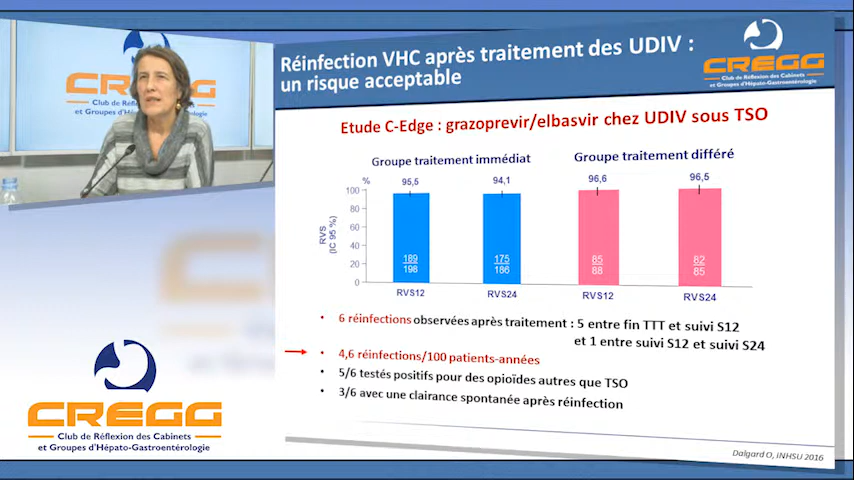 CREGG
Club de Réflexion des Cabinets
et Groupes d'Hépato-Gastroentérologie
Réinfection VHC après traitement des UDIV :
un risque acceptable
CREGG
Club de Réflexion des Cabinets
et Groupes d'Hépato-Gastroentérologie
Etude C-Edge : grazoprevir/elbasvir chez UDIV sous TSO
Groupe traitement immédiat
Groupe traitement différé
%
95,5
94,1
96,6
96,5
RVS
(IC 95 %)
100
80
60
40
20
0
189
198
175
186
85
88
82
85
RVS12
RVS24
RVS12
RVS24
• 6 réinfections observées après traitement : 5 entre fin TTT et suivi S12
et 1 entre suivi S12 et suivi S24
• 4,6 réinfections/100 patients-années
• 5/6 testés positifs pour des opioïdes autres que TSO
• 3/6 avec une clairance spontanée après réinfection
Dalgard O, INHSU 2016
CREGG
Club de Réflexion des Cabinets
et Groupes d'Hépato-Gastroentérologie